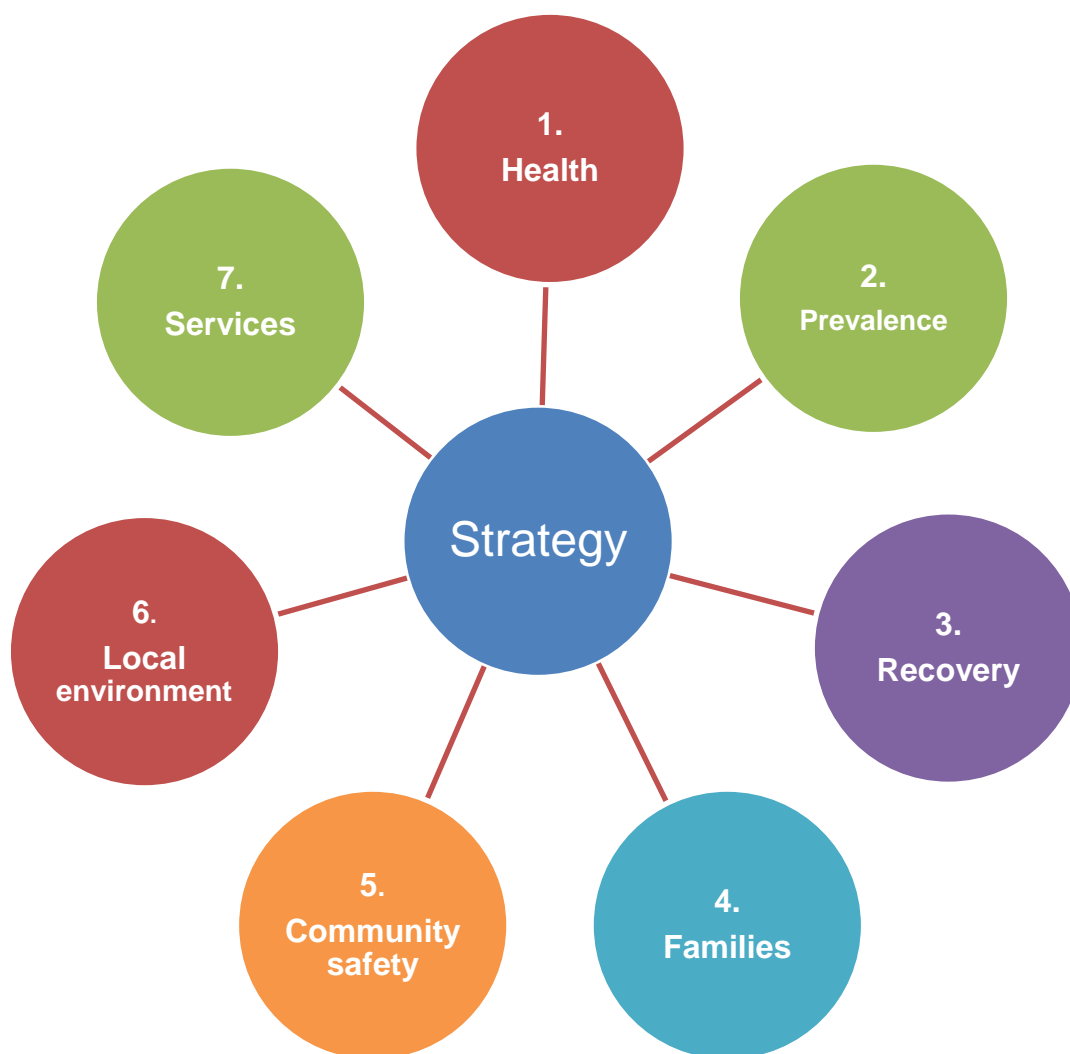 1.
Health
2.
Prevalence
3.
Recovery
4.
Families
5.
Community
safety
6.
Local
environment
7.
Services
Strategy